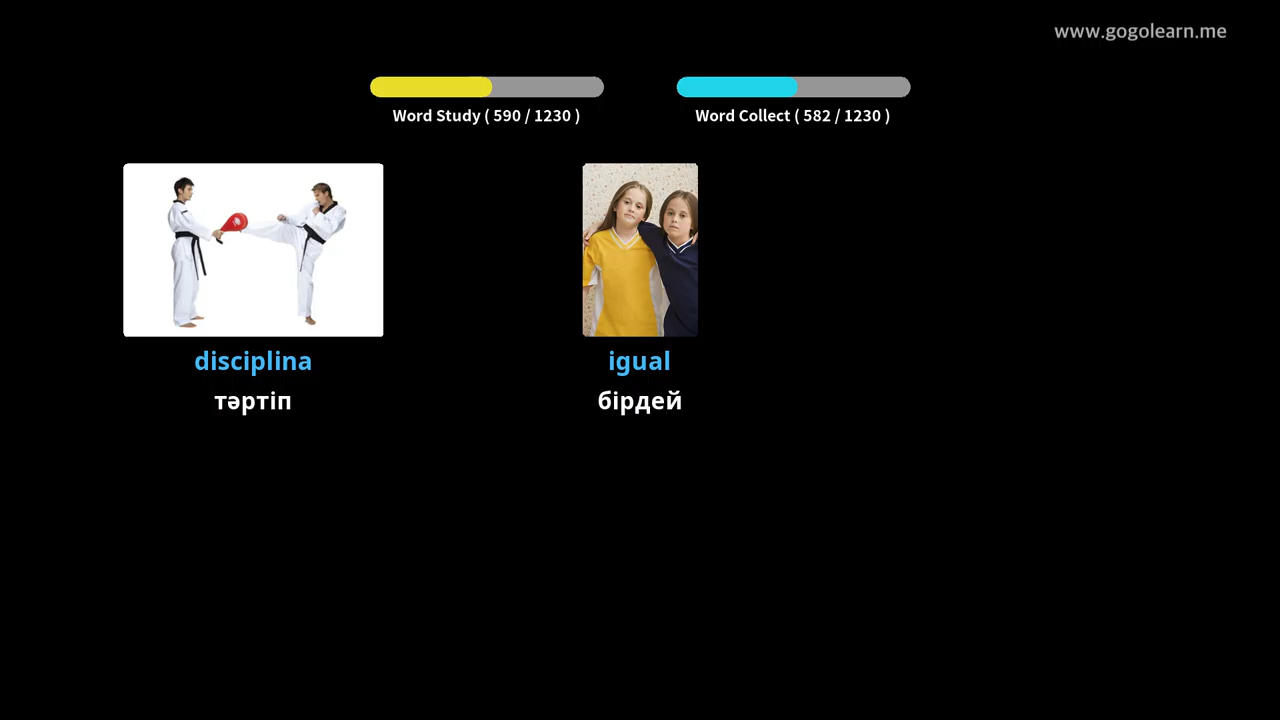 www.gogolearn.me
Word Study ( 590 / 1230 )
Word Collect ( 582 / 1230 )
disciplina
тәртіп
igual
бірдей